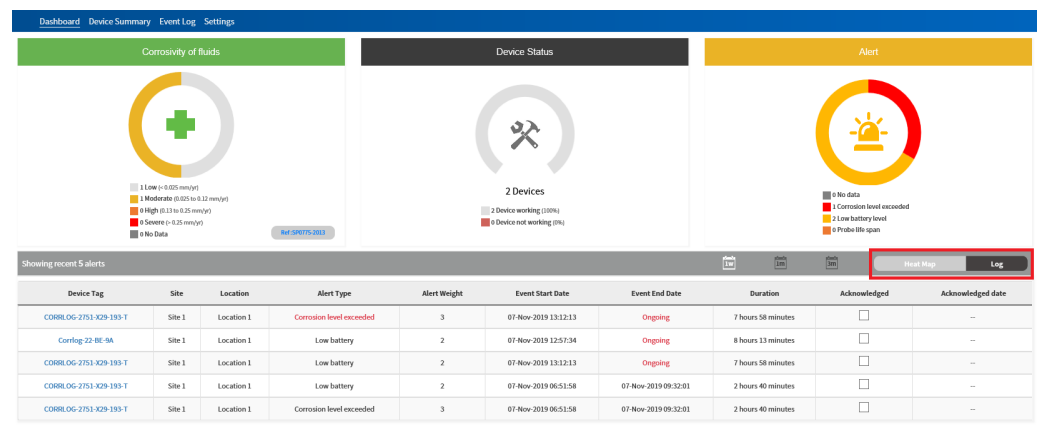 Dashboard Device Summary Event Log Settings
Corrosivity of fluids
1 Low (< 0.025 mm/yr)
1 Moderate (0.025 to 0.12 mm/yr)
0 High (0.13 to 0.25 mm/yr)
0 Severe (> 0.25 mm/yr)
0 No Data
Ref :SP0775-2013
Device Status
2 Devices
2 Device working (100%)
0 Device not working (0%)
Alert
0 No data
1 Corrosion level exceeded
2 Low battery level
0 Probe life span
Showing recent 5 alerts 1w 1m 3m Heat Map Log
Device Tag Site Location Alert Type Alert Weight Event Start Date Event End Date Duration Acknowledged Acknowledged date
CORRLOG-2751-X29-193-T Site 1 Location 1 Corrosion level exceeded 3 07-Nov-2019 13:12:13 Ongoing 7 hours 58 minutes --
Corrlog-22-BE-9A Site 1 Location 1 Low battery 2 07-Nov-2019 12:57:34 Ongoing 8 hours 13 minutes --
CORRLOG-2751-X29-193-T Site 1 Location 1 Low battery 2 07-Nov-2019 13:12:13 Ongoing 7 hours 58 minutes --
CORRLOG-2751-X29-193-T Site 1 Location 1 Low battery 2 07-Nov-2019 06:51:58 07-Nov-2019 09:32:01 2 hours 40 minutes --
CORRLOG-2751-X29-193-T Site 1 Location 1 Corrosion level exceeded 3 07-Nov-2019 06:51:58 07-Nov-2019 09:32:01 2 hours 40 minutes --